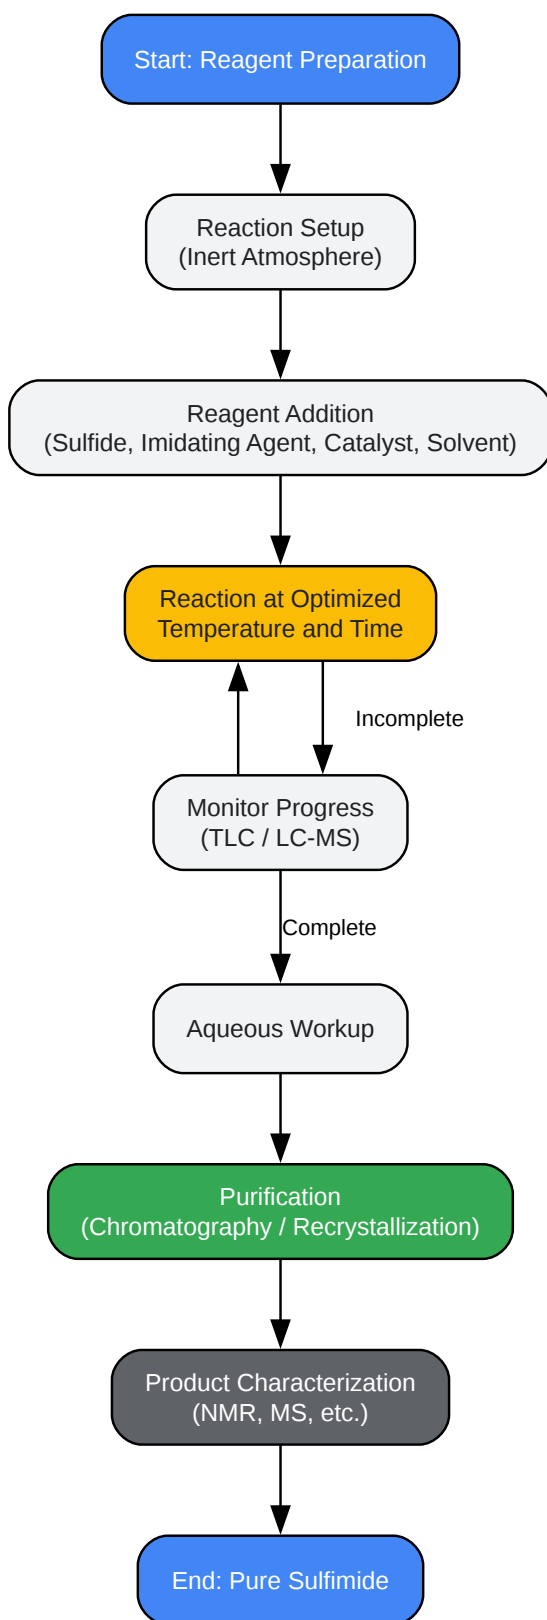 Start: Reagent Preparation
Reaction Setup
(Inert Atmosphere)
Reagent Addition
(Sulfide, Imidating Agent, Catalyst, Solvent)
Reaction at Optimized
Temperature and Time
Incomplete
Monitor Progress
(TLC / LC-MS)
Complete
Aqueous Workup
Purification
(Chromatography / Recrystallization)
Product Characterization
(NMR, MS, etc.)
End: Pure Sulfimide